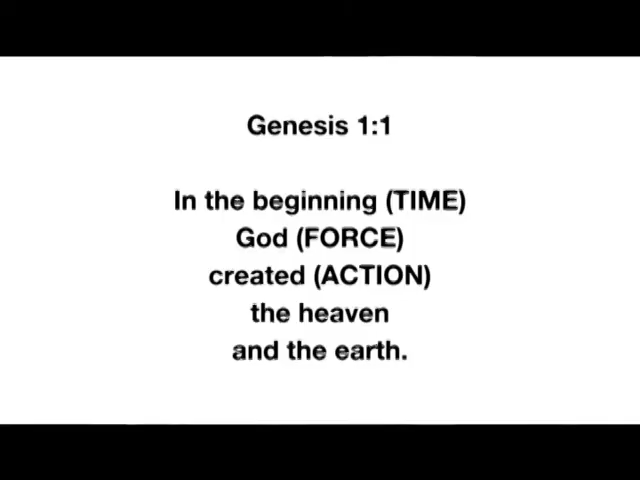 Genesis 1:1
In the beginning (TIME)
God (FORCE)
created (ACTION)
the heaven
and the earth.